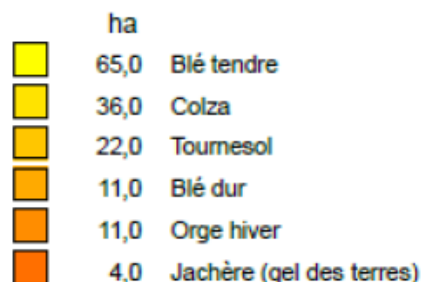 ha
65,0 Blé tendre
36,0 Colza
22,0 Tournesol
11,0 Blé dur
11,0 Orge hiver
4,0 Jachère (gel des terres)